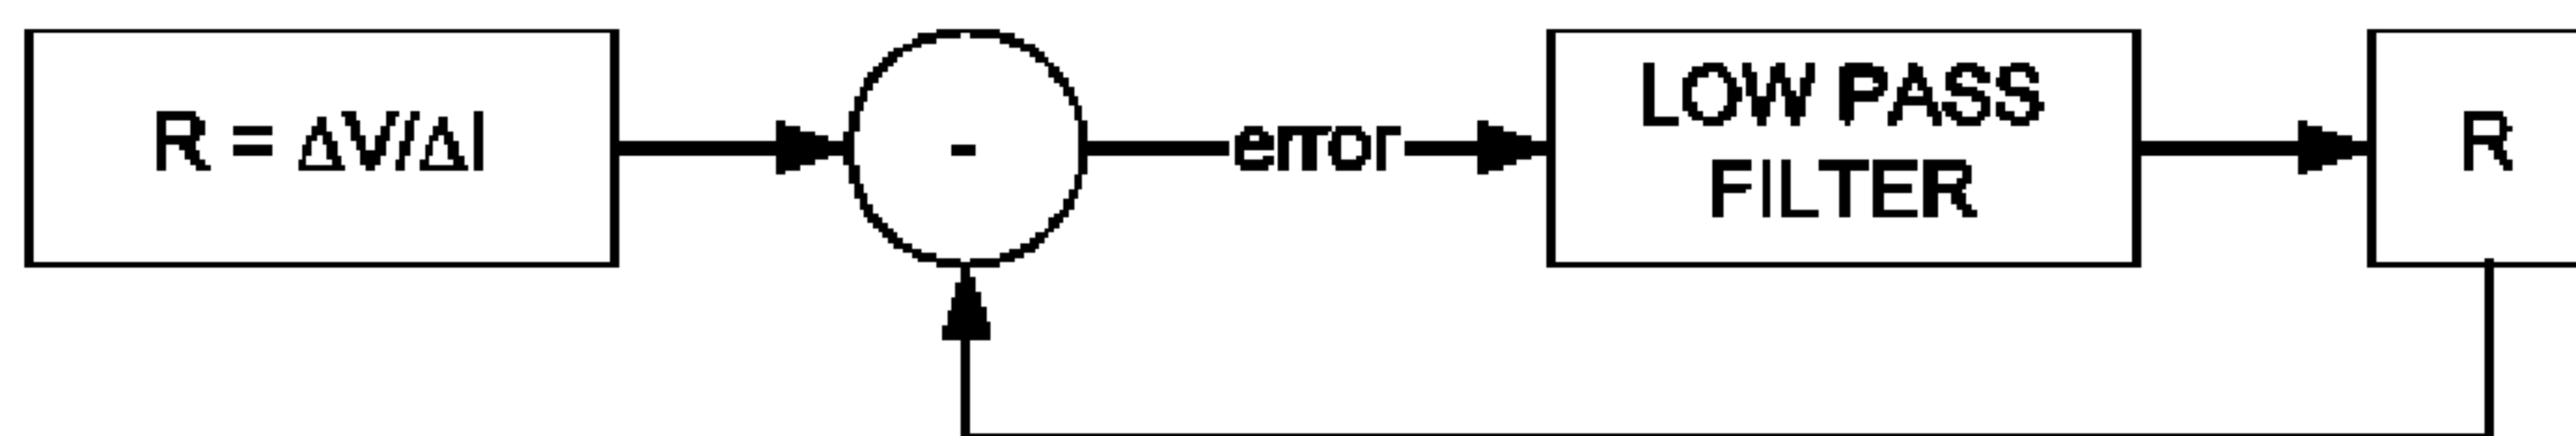 R = ΔV/ΔI
-
error
LOW PASS
FILTER
R